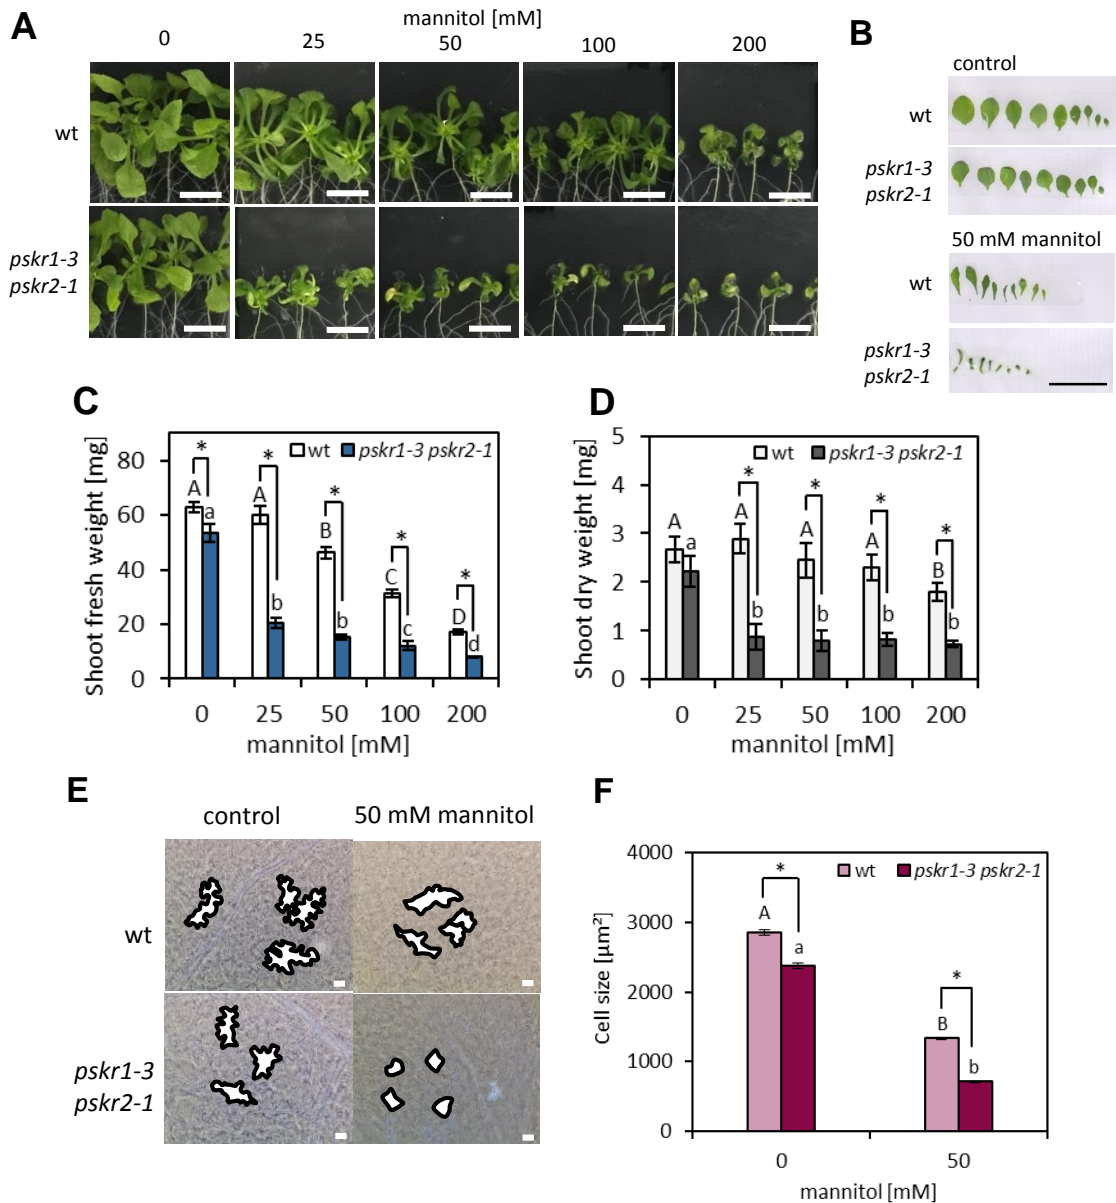 A
mannitol [mM]
0 25 50 100 200
wt
pskr1-3
pskr2-1
B
control
wt
pskr1-3
pskr2-1
50 mM mannitol
wt
pskr1-3
pskr2-1
C
Shoot fresh weight [mg]
80
60
40
20
0
wt pskr1-3 pskr2-1
* * * * *
A a A b B b C c D d
0 25 50 100 200
mannitol [mM]
D
Shoot dry weight [mg]
5
4
3
2
1
0
wt pskr1-3 pskr2-1
* * * *
A a A b A b A b B b
0 25 50 100 200
mannitol [mM]
E
control 50 mM mannitol
wt
pskr1-3
pskr2-1
F
Cell size [µm²]
4000
3000
2000
1000
0
wt pskr1-3 pskr2-1
* *
A a B b
0 50
mannitol [mM]